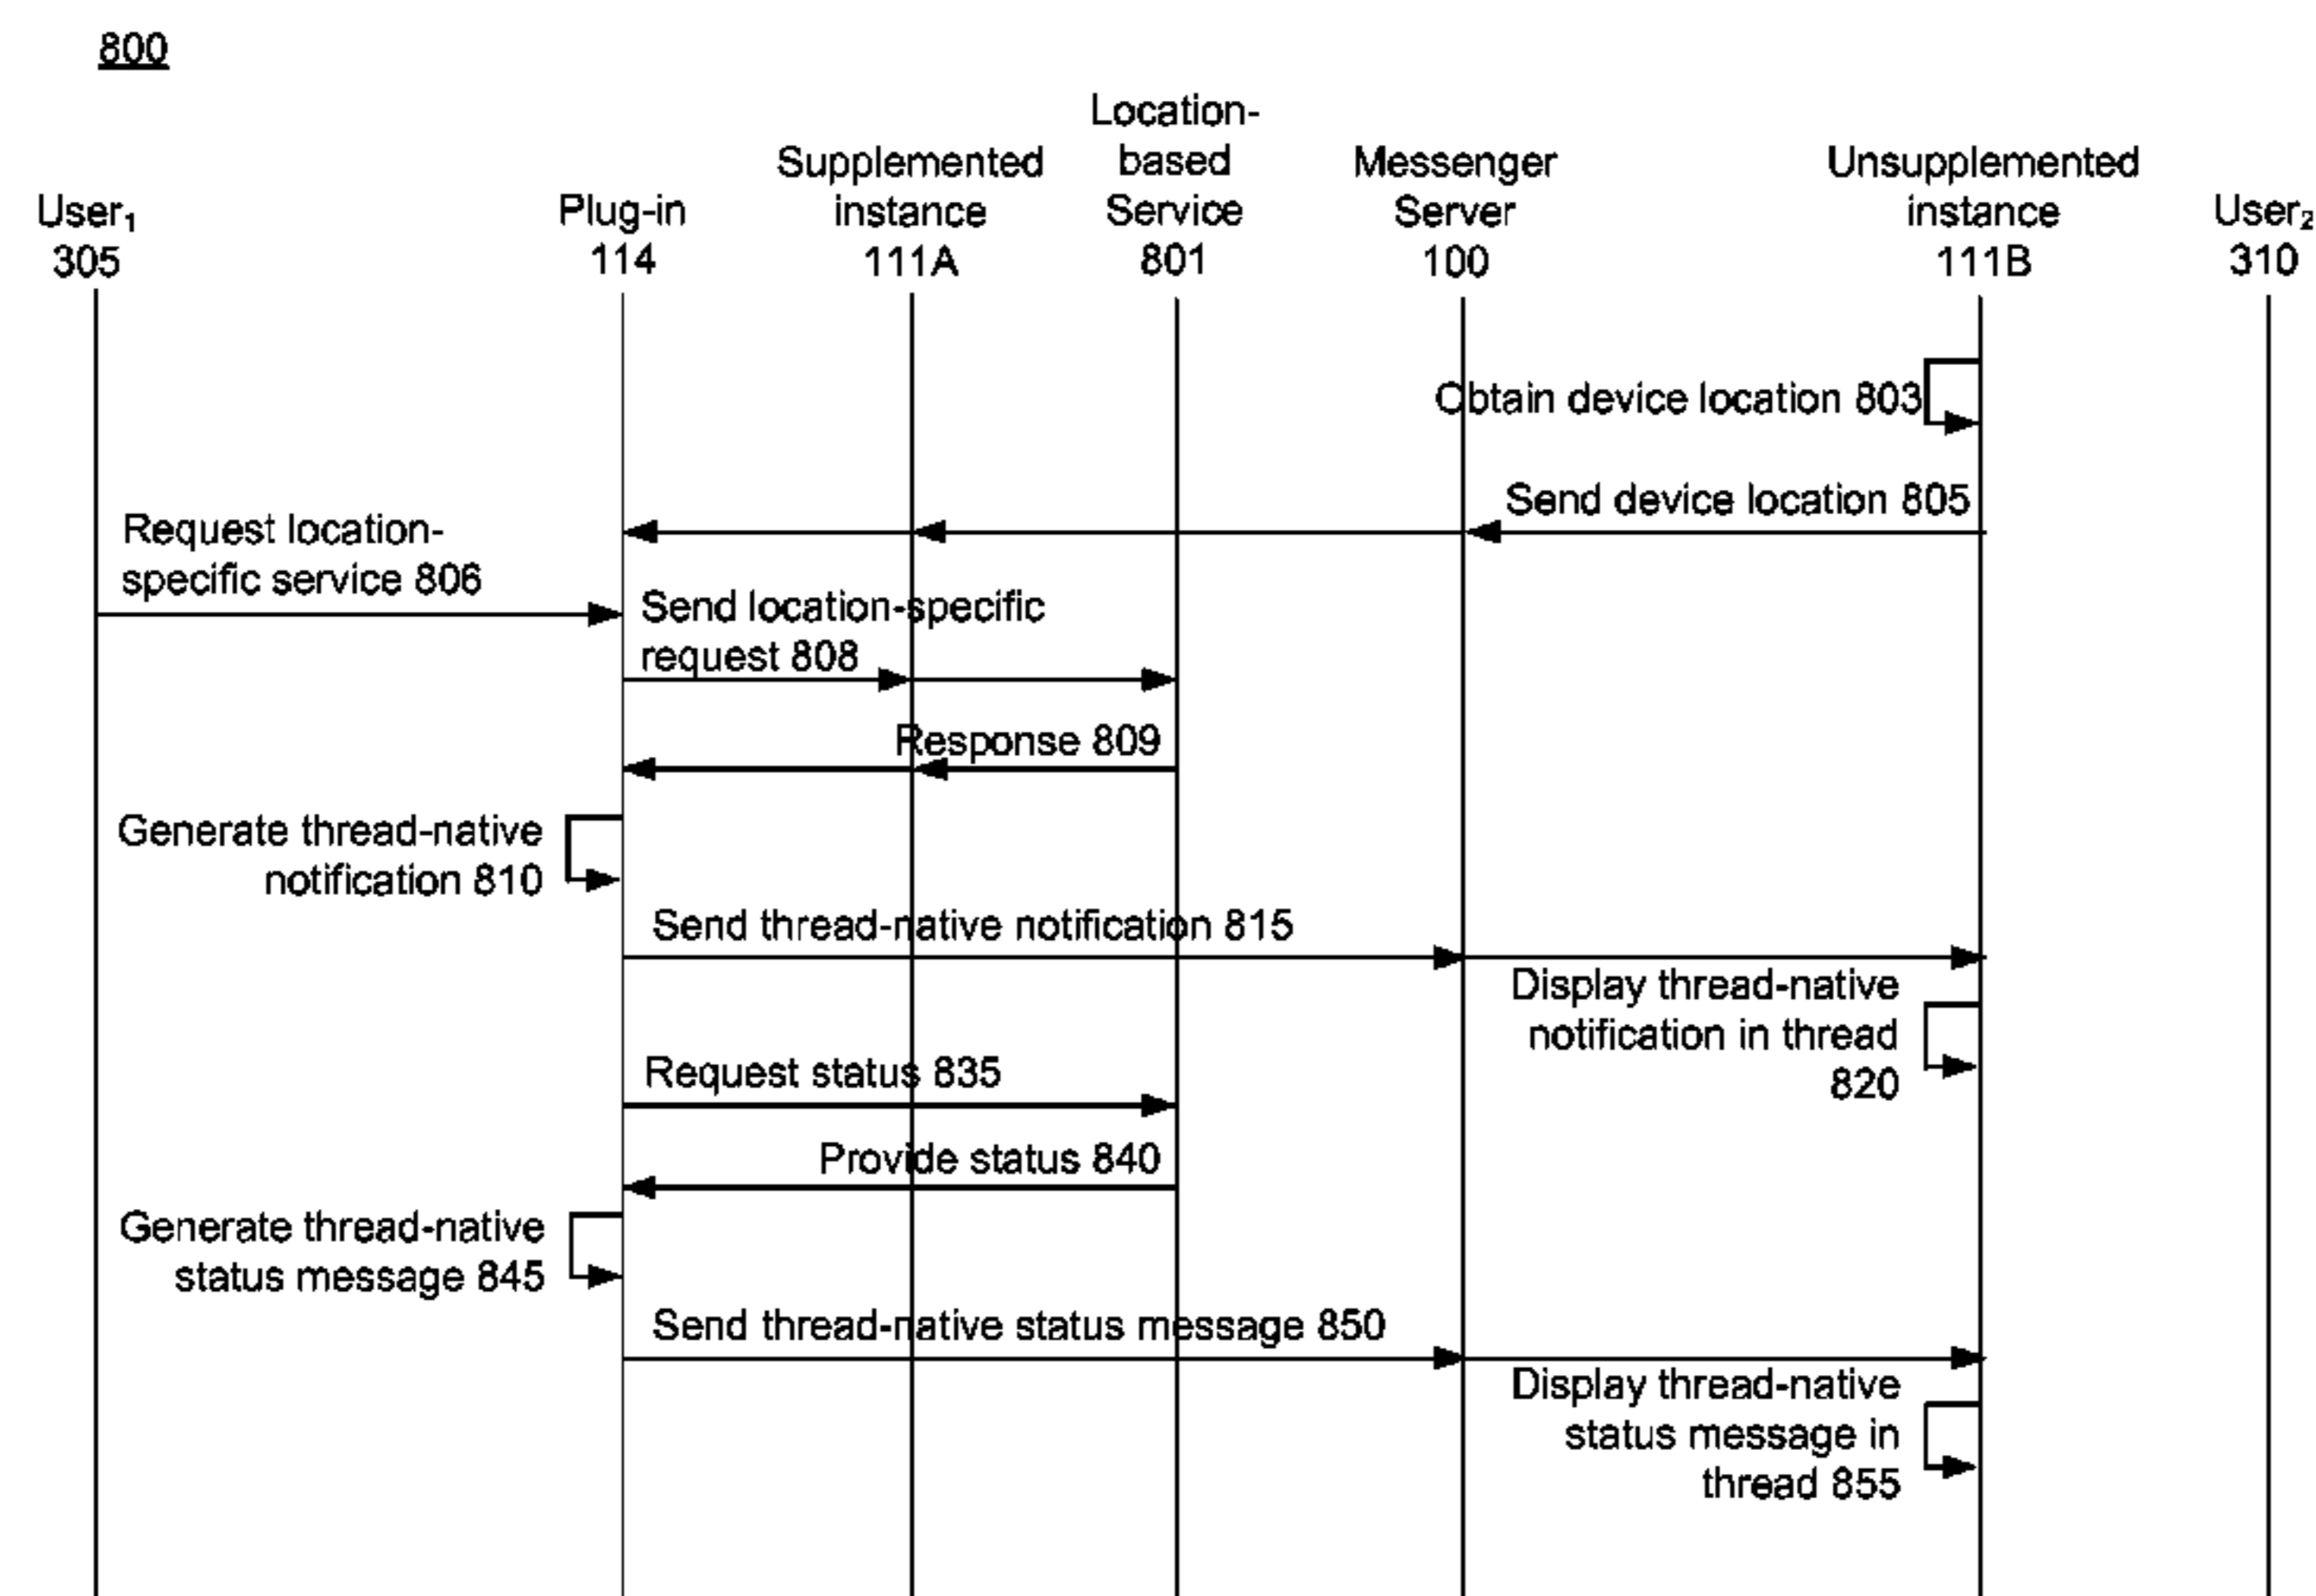 800
User₁
305
Plug-in
114
Supplemented
instance
111A
Location-
based
Service
801
Messenger
Server
100
Unsupplemented
instance
111B
User₂
310
Obtain device location 803
Send device location 805
Request location-
specific service 806
Send location-specific
request 808
Response 809
Generate thread-native
notification 810
Send thread-native notification 815
Display thread-native
notification in thread
820
Request status 835
Provide status 840
Generate thread-native
status message 845
Send thread-native status message 850
Display thread-native
status message in
thread 855